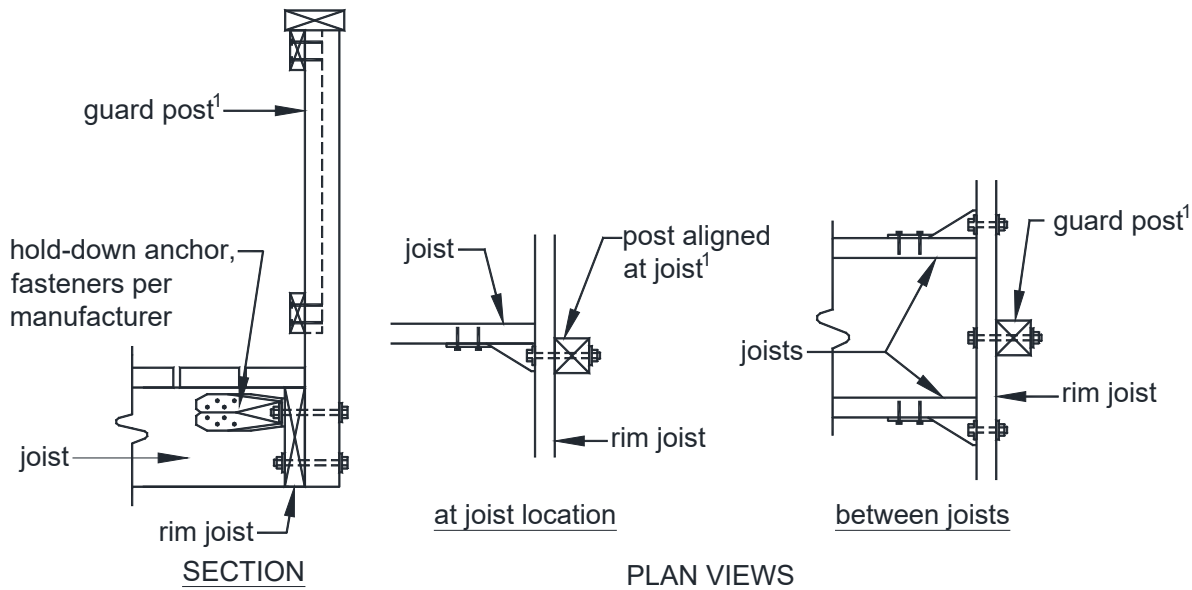 guard post¹
hold-down anchor,
fasteners per
manufacturer
joist
rim joist
SECTION
joist
post aligned
at joist¹
rim joist
at joist location
guard post¹
joists
rim joist
between joists
PLAN VIEWS